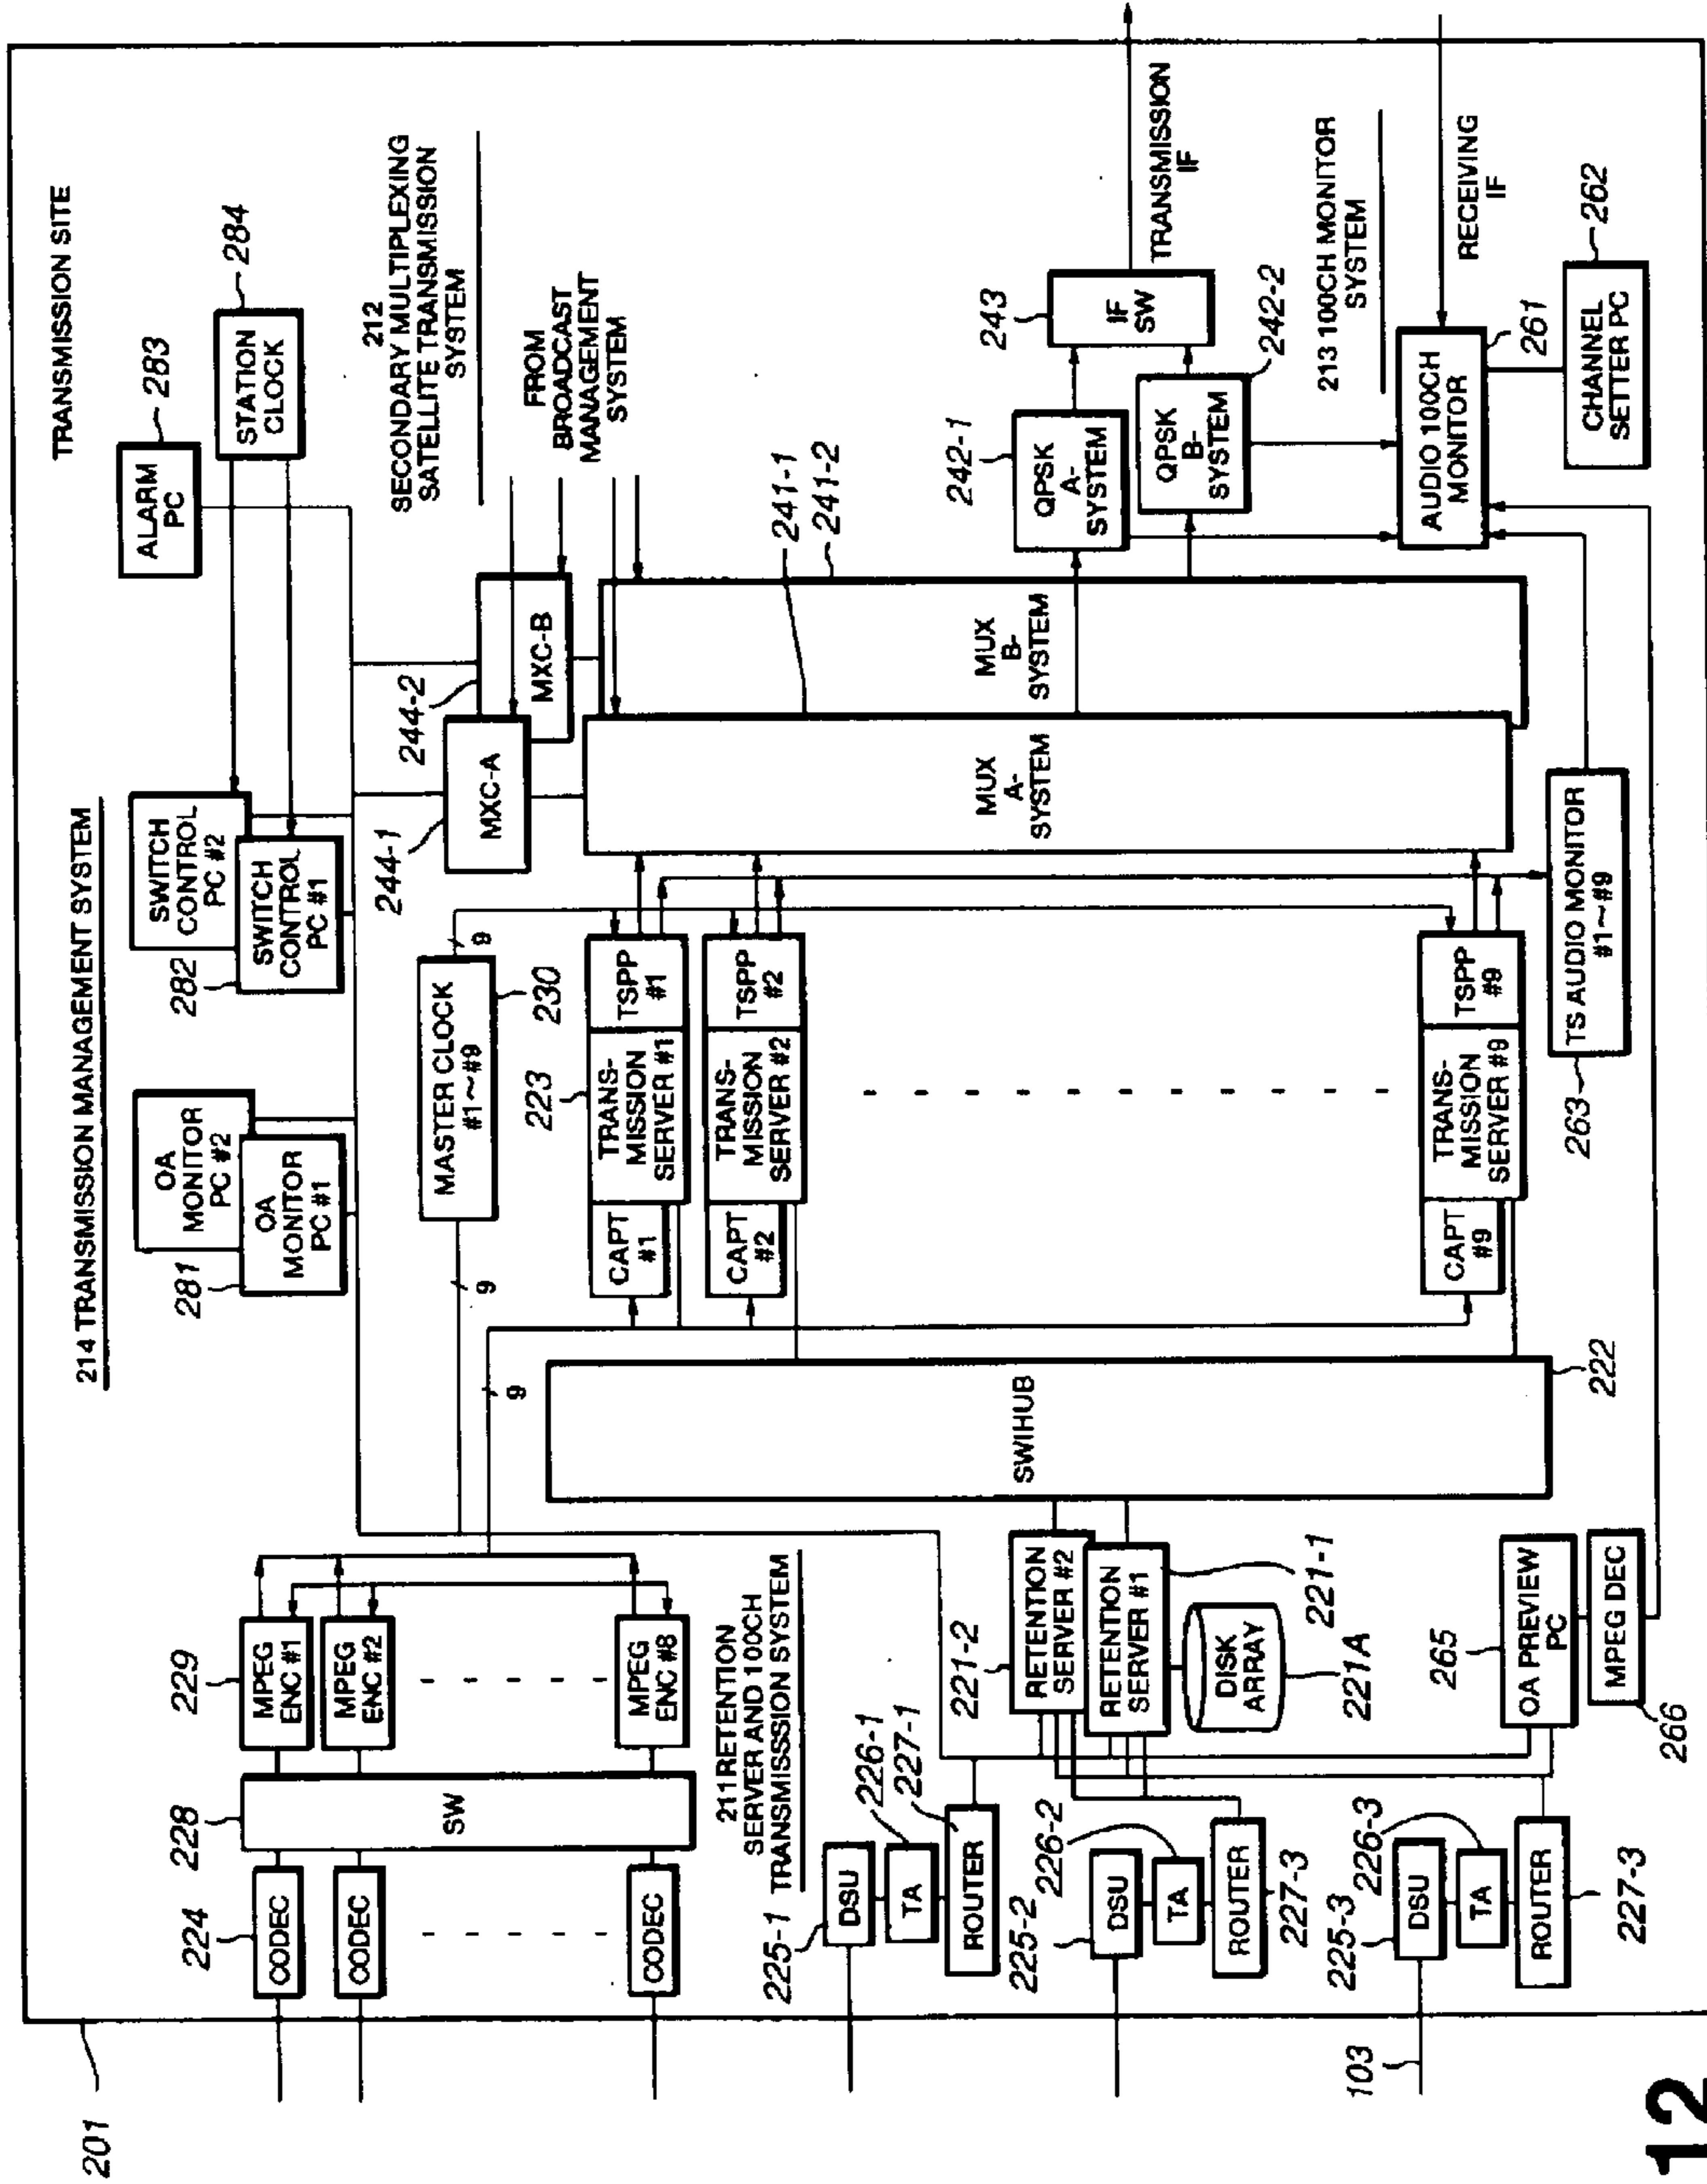 TRANSMISSION SITE
201
214 TRANSMISSION MANAGEMENT SYSTEM
281
OA
MONITOR
PC #2
OA
MONITOR
PC #1
282
SWITCH
CONTROL
PC #2
SWITCH
CONTROL
PC #1
ALARM
PC
283
STATION
CLOCK
284
212
SECONDARY MULTIPLEXING
SATELLITE TRANSMISSION
SYSTEM
FROM
BROADCAST
MANAGEMENT
SYSTEM
224
CODEC
CODEC
CODEC
228
SW
229
MPEG
ENC #1
MPEG
ENC #2
MPEG
ENC #8
9
9
9
MASTER CLOCK
#1~#9
230
244-1
MXC-A
244-2
MXC-B
211RETENTION
SERVER AND 100CH
TRANSMISSSION SYSTEM
SWIHUB
222
223
CAPT
#1
TRANS-
MISSION
SERVER #1
TSPP
#1
CAPT
#2
TRANS-
MISSION
SERVER #2
TSPP
#2
CAPT
#9
TRANS-
MISSION
SERVER #9
TSPP
#9
MUX
A-
SYSTEM
MUX
B-
SYSTEM
241-1
241-2
242-1
QPSK
A-
SYSTEM
QPSK
B-
SYSTEM
242-2
243
IF
SW
TRANSMISSION
IF
213 100CH MONITOR
SYSTEM
RECEIVING
IF
AUDIO 100CH
MONITOR
261
CHANNEL
SETTER PC
262
263
TS AUDIO MONITOR
#1~#9
225-1
DSU
TA
226-1
ROUTER
227-1
225-2
DSU
TA
226-2
ROUTER
227-3
103
225-3
DSU
TA
226-3
ROUTER
227-3
221-2
RETENTION
SERVER #2
RETENTION
SERVER #1
221-1
DISK
ARRAY
221A
265
OA PREVIEW
PC
MPEG DEC
266
12